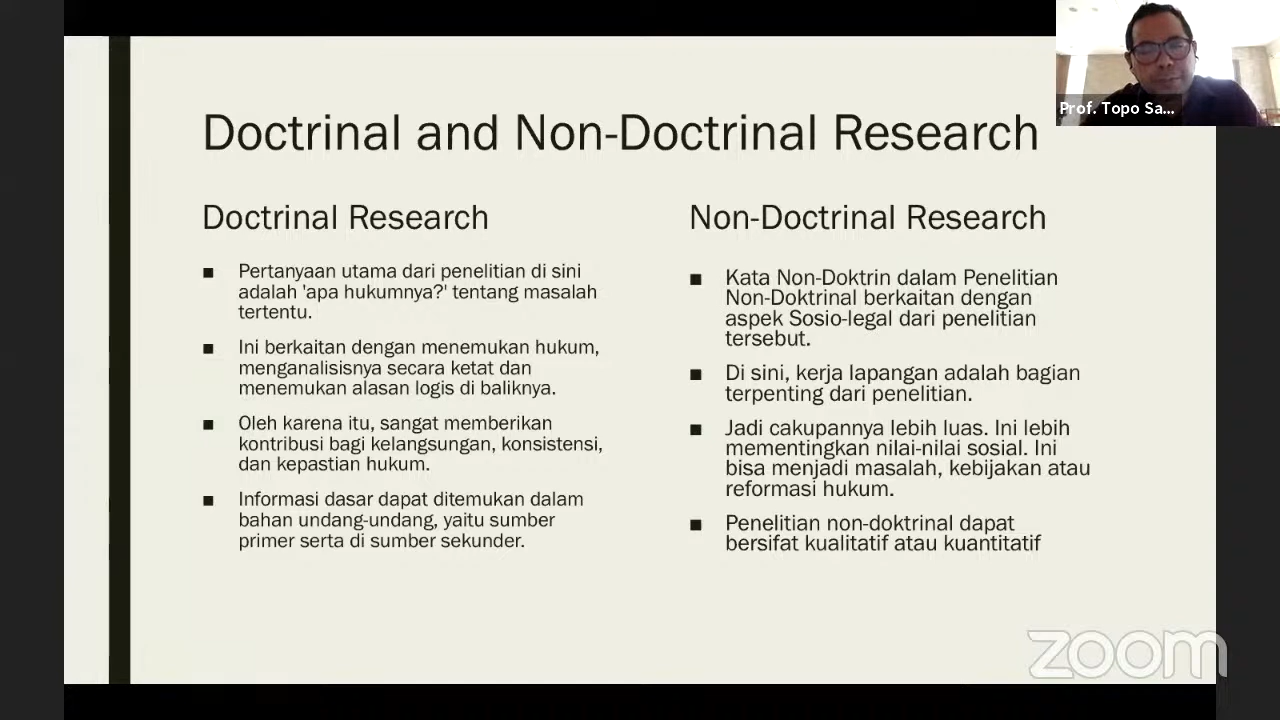 Prof. Topo Sa...
Doctrinal and Non-Doctrinal Research
Doctrinal Research
■ Pertanyaan utama dari penelitian di sini
adalah 'apa hukumnya?' tentang masalah
tertentu.
■ Ini berkaitan dengan menemukan hukum,
menganalisisnya secara ketat dan
menemukan alasan logis di baliknya.
■ Oleh karena itu, sangat memberikan
kontribusi bagi kelangsungan, konsistensi,
dan kepastian hukum.
■ Informasi dasar dapat ditemukan dalam
bahan undang-undang, yaitu sumber
primer serta di sumber sekunder.
Non-Doctrinal Research
■ Kata Non-Doktrin dalam Penelitian
Non-Doktrinal berkaitan dengan
aspek Sosio-legal dari penelitian
tersebut.
■ Di sini, kerja lapangan adalah bagian
terpenting dari penelitian.
■ Jadi cakupannya lebih luas. Ini lebih
mementingkan nilai-nilai sosial. Ini
bisa menjadi masalah, kebijakan atau
reformasi hukum.
■ Penelitian non-doktrinal dapat
bersifat kualitatif atau kuantitatif
zoom